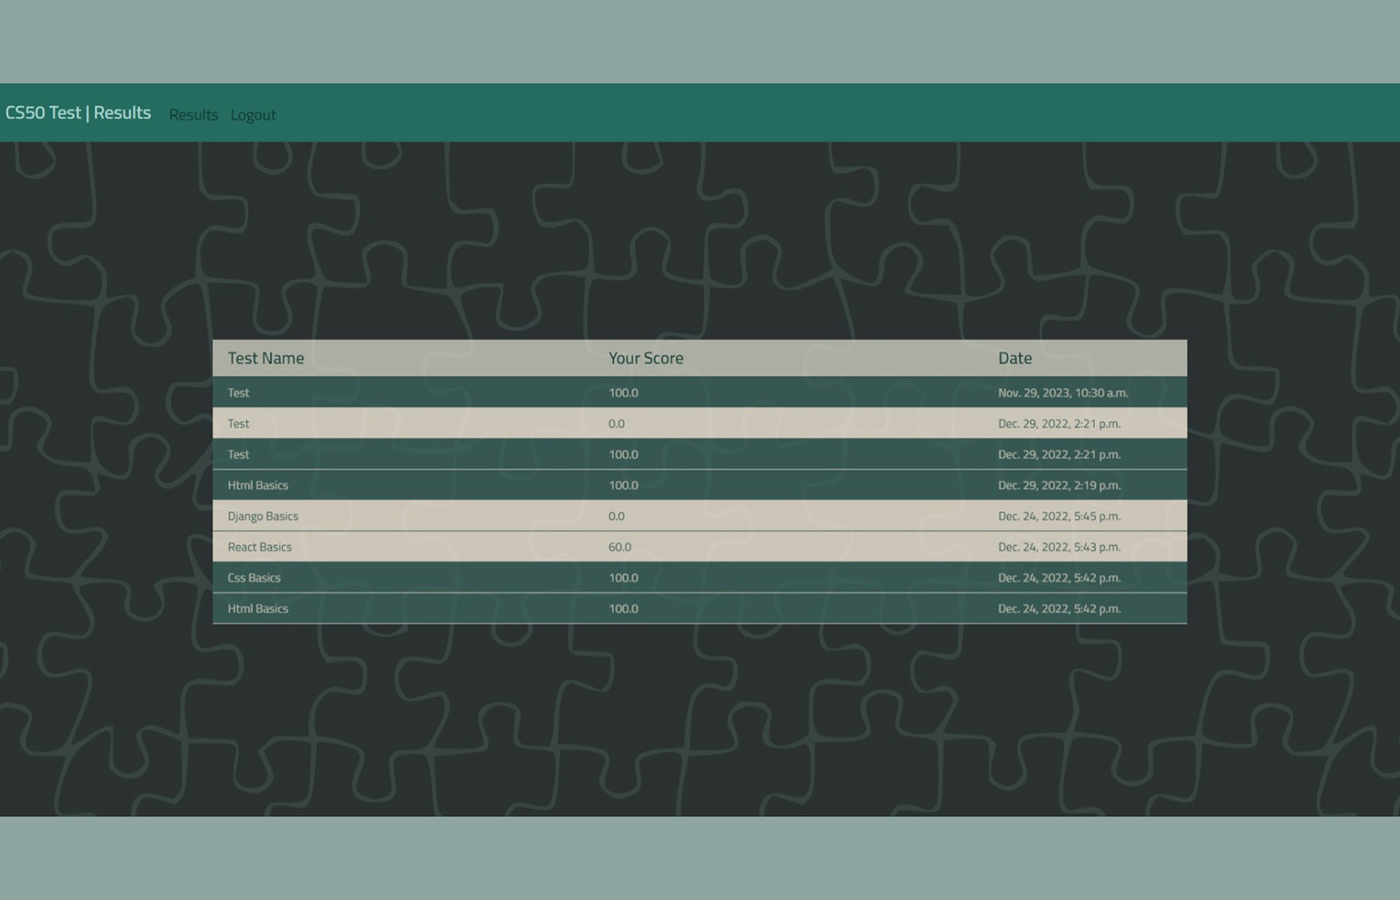 CS50 Test | Results Results Logout
Test Name Your Score Date
Test 100.0 Nov. 29, 2023, 10:30 a.m.
Test 0.0 Dec. 29, 2022, 2:21 p.m.
Test 100.0 Dec. 29, 2022, 2:21 p.m.
Html Basics 100.0 Dec. 29, 2022, 2:19 p.m.
Django Basics 0.0 Dec. 24, 2022, 5:45 p.m.
React Basics 60.0 Dec. 24, 2022, 5:43 p.m.
Css Basics 100.0 Dec. 24, 2022, 5:42 p.m.
Html Basics 100.0 Dec. 24, 2022, 5:42 p.m.